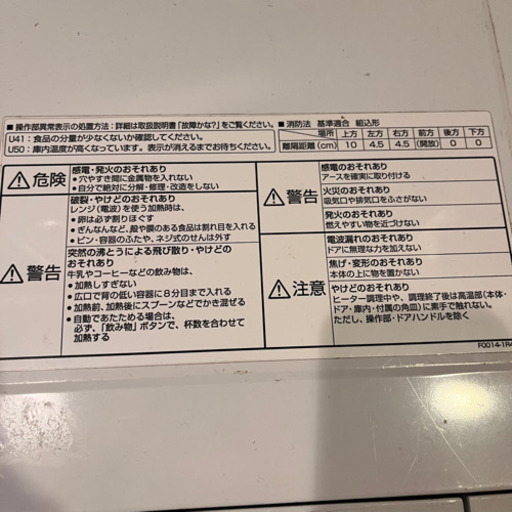 ■ 操作部異常表示の処置方法：詳細は取扱説明書「故障かな？」をご覧ください。
U41：食品の分量が少なくないか確認してください。
U50：庫内温度が高くなっています。表示が消えるまでお待ちください。
■ 消防法 基準適合 組込形
場所 上方 左方 右方 前方 後方 下方
離隔距離(cm) 10 4.5 4.5 (開放) 0 0
危険
感電・発火のおそれあり
● 穴やすき間に金属物を入れない
● 自分で絶対に分解・修理・改造をしない
警告
破裂・やけどのおそれあり
レンジ（電波）を使う加熱時は、
● 卵は必ず割りほぐす
● ぎんなんなど、殻や膜のある食品は割れ目を入れる
● ビン・容器のふたや、ネジ式のせんは外す
突然の沸とうによる飛び散り・やけどの
おそれあり
牛乳やコーヒーなどの飲み物は、
● 加熱しすぎない
● 広口で背の低い容器に8分目まで入れる
● 加熱前、加熱後にスプーンなどでかき混ぜる
● 自動であたためる場合は、
必ず、「飲み物」ボタンで、杯数を合わせて
加熱する
警告
感電のおそれあり
アースを確実に取り付ける
火災のおそれあり
吸気口や排気口をふさがない
発火のおそれあり
燃えやすい物を近づけない
注意
電波漏れのおそれあり
ドアに無理な力を加えない
焦げ・変形のおそれあり
本体の上に物を置かない
やけどのおそれあり
ヒーター調理中や、調理終了後は高温部（本体・
ドア・庫内・付属の角皿）に素手で触れない。
ただし、操作部・ドアハンドルを除く
F0014-1R4